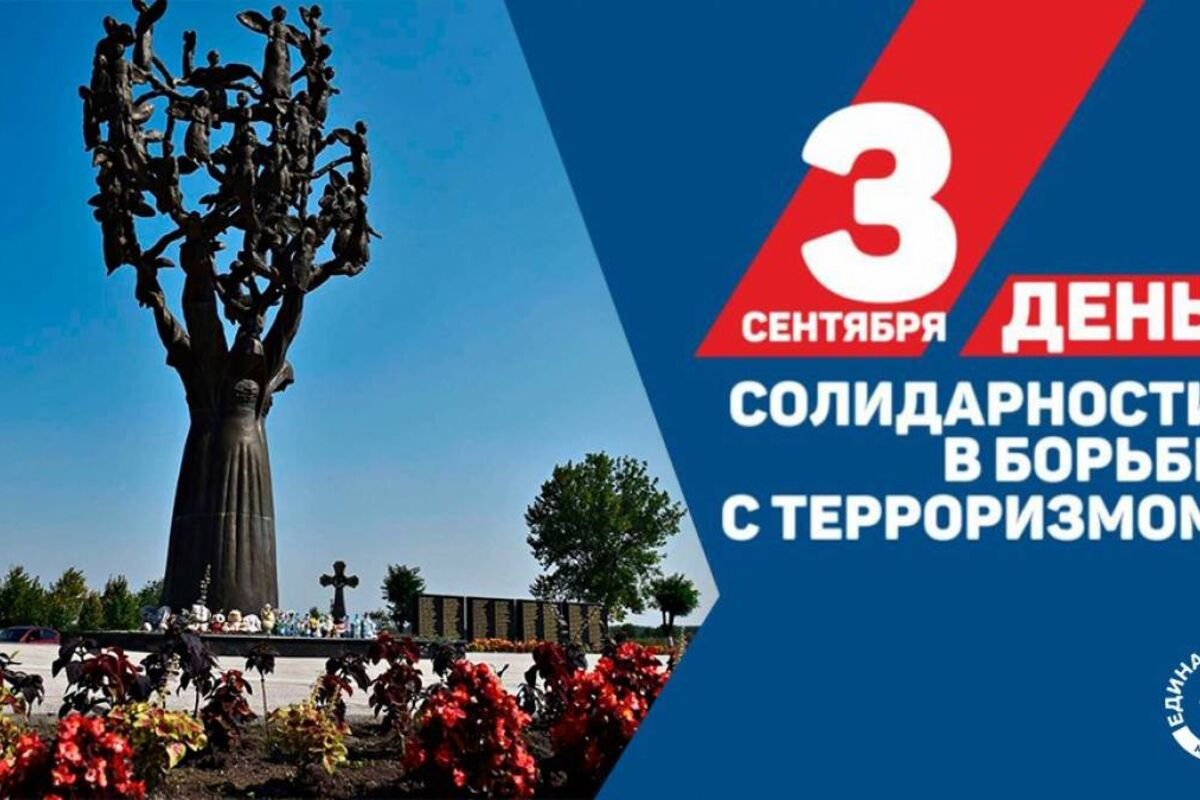 3
СЕНТЯБРЯ
ДЕНЬ
СОЛИДАРНОСТИ
В БОРЬБЕ
С ТЕРРОРИЗМОМ